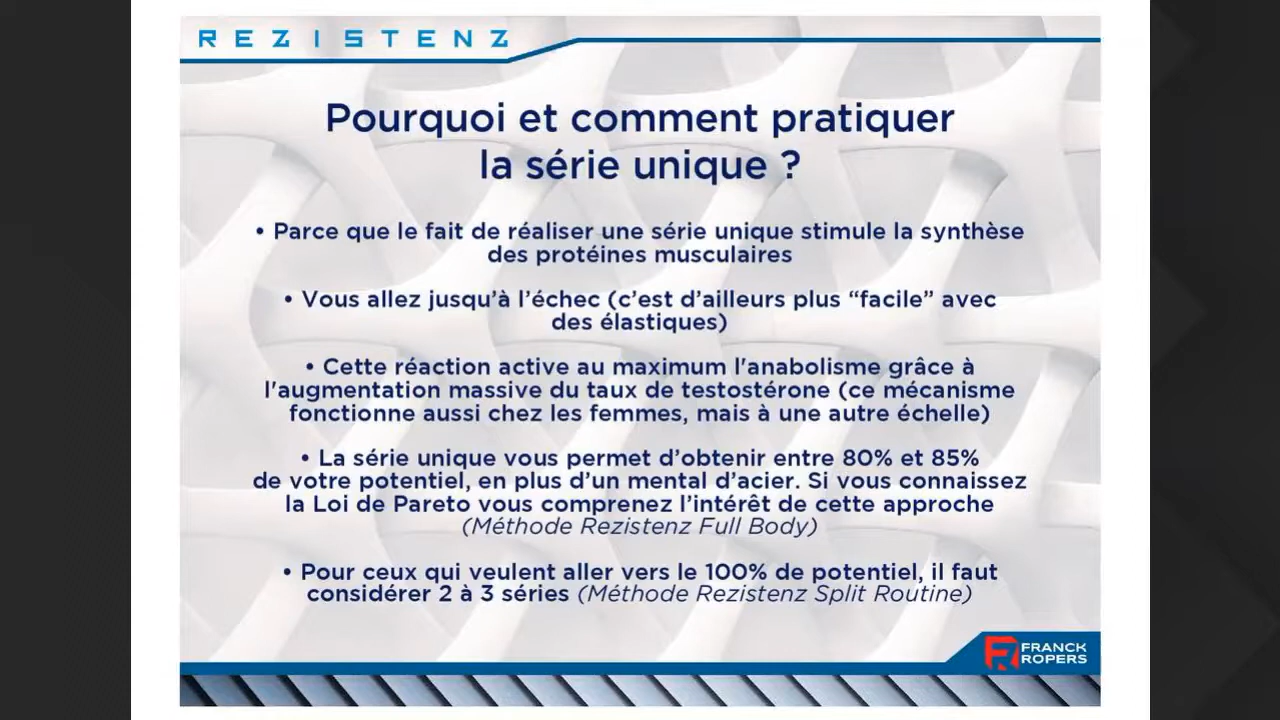 REZISTENZ
Pourquoi et comment pratiquer
la série unique ?
• Parce que le fait de réaliser une série unique stimule la synthèse
des protéines musculaires
• Vous allez jusqu’à l’échec (c’est d’ailleurs plus “facile” avec
des élastiques)
• Cette réaction active au maximum l'anabolisme grâce à
l'augmentation massive du taux de testostérone (ce mécanisme
fonctionne aussi chez les femmes, mais à une autre échelle)
• La série unique vous permet d’obtenir entre 80% et 85%
de votre potentiel, en plus d’un mental d’acier. Si vous connaissez
la Loi de Pareto vous comprenez l’intérêt de cette approche
(Méthode Rezistenz Full Body)
• Pour ceux qui veulent aller vers le 100% de potentiel, il faut
considérer 2 à 3 séries (Méthode Rezistenz Split Routine)
FRANCK
ROPERS